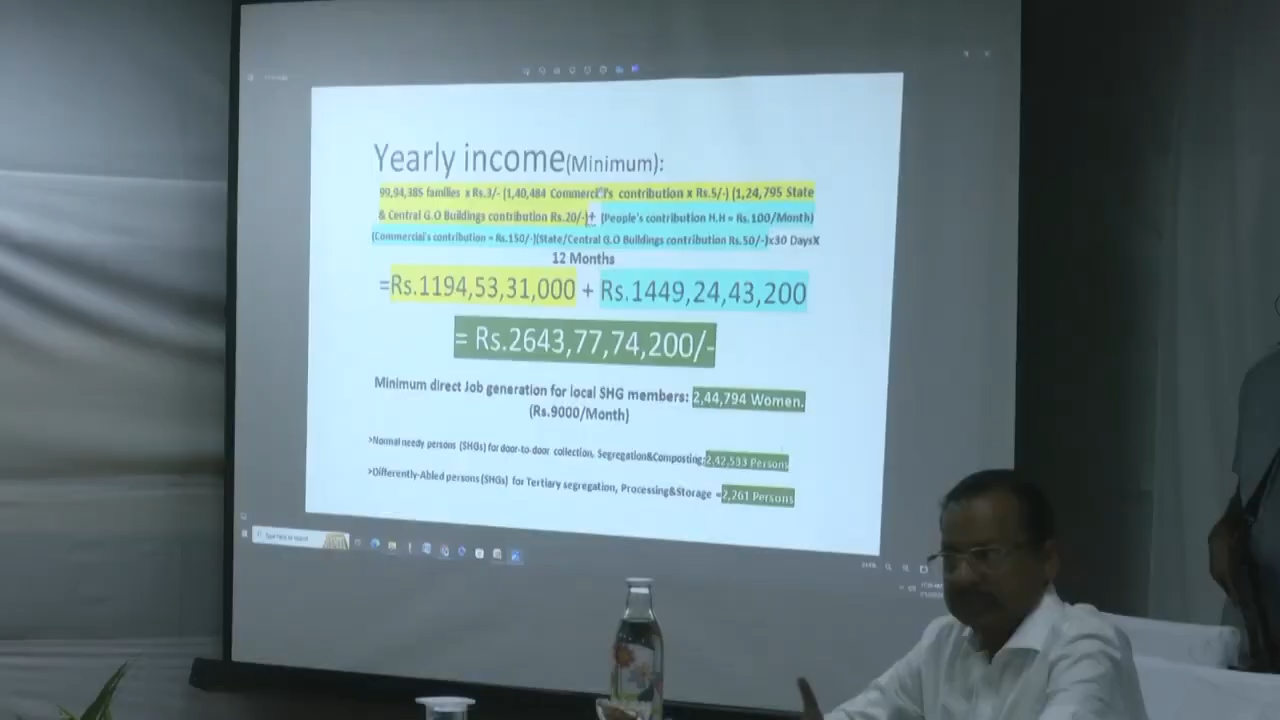 Yearly income(Minimum):
99,94,385 families x Rs.3/- (1,40,484 Commercial's contribution x Rs.5/-) (1,24,795 State
& Central G.O Buildings contribution Rs.20/-)+ (People's contribution H.H = Rs.100/Month)
(Commercial's contribution = Rs.150/-)(State/Central G.O Buildings contribution Rs.50/-)x30 DaysX
12 Months
=Rs.1194,53,31,000 + Rs.1449,24,43,200
= Rs.2643,77,74,200/-
Minimum direct Job generation for local SHG members: 2,44,794 Women.
(Rs.9000/Month)
>Normal needy persons (SHGs) for door-to-door collection, Segregation&Composting:2,42,533 Persons
>Differently-Abled persons(SHGs) for Tertiary segregation, Processing&Storage =2,261 Persons
Type here to search